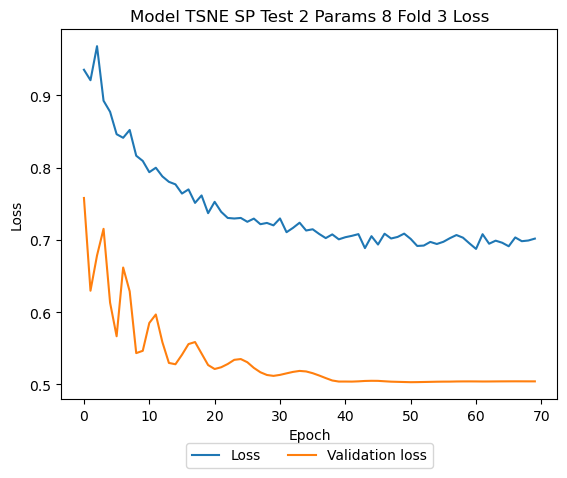 Model TSNE SP Test 2 Params 8 Fold 3 Loss
0.9
0.8
0.7
0.6
0.5
Loss
0 10 20 30 40 50 60 70
Epoch
Loss Validation loss